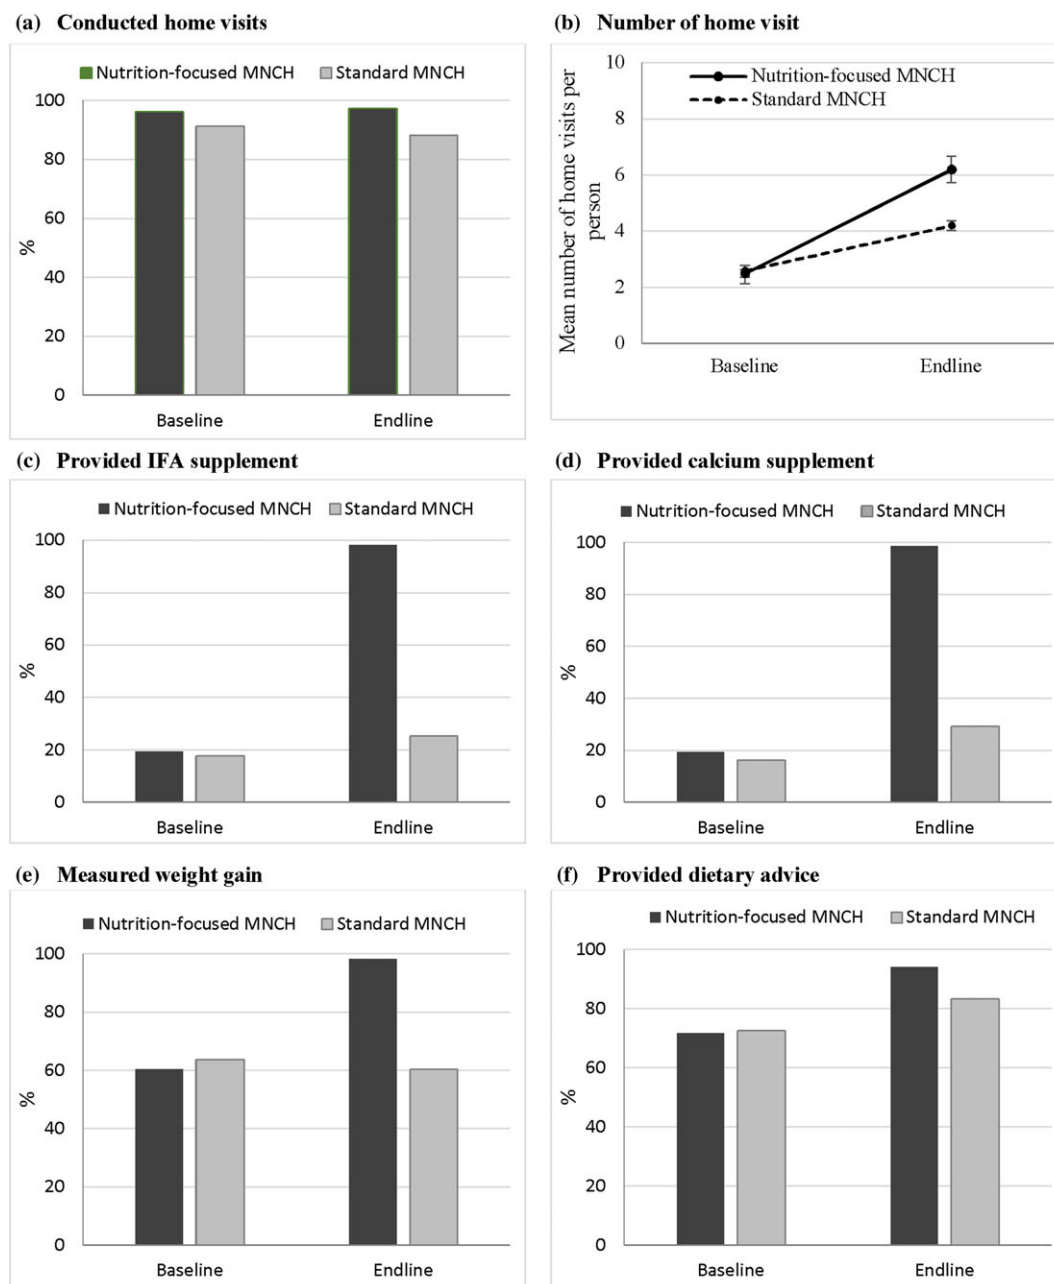 (a) Conducted home visits
Nutrition-focused MNCH Standard MNCH
100
80
60
40
20
0
%
Baseline Endline
(b) Number of home visit
Nutrition-focused MNCH
Standard MNCH
Mean number of home visits per
person
10
8
6
4
2
0
Baseline Endline
(c) Provided IFA supplement
Nutrition-focused MNCH Standard MNCH
100
80
60
40
20
0
%
Baseline Endline
(d) Provided calcium supplement
Nutrition-focused MNCH Standard MNCH
100
80
60
40
20
0
%
Baseline Endline
(e) Measured weight gain
Nutrition-focused MNCH Standard MNCH
100
80
60
40
20
0
%
Baseline Endline
(f) Provided dietary advice
Nutrition-focused MNCH Standard MNCH
100
80
60
40
20
0
%
Baseline Endline